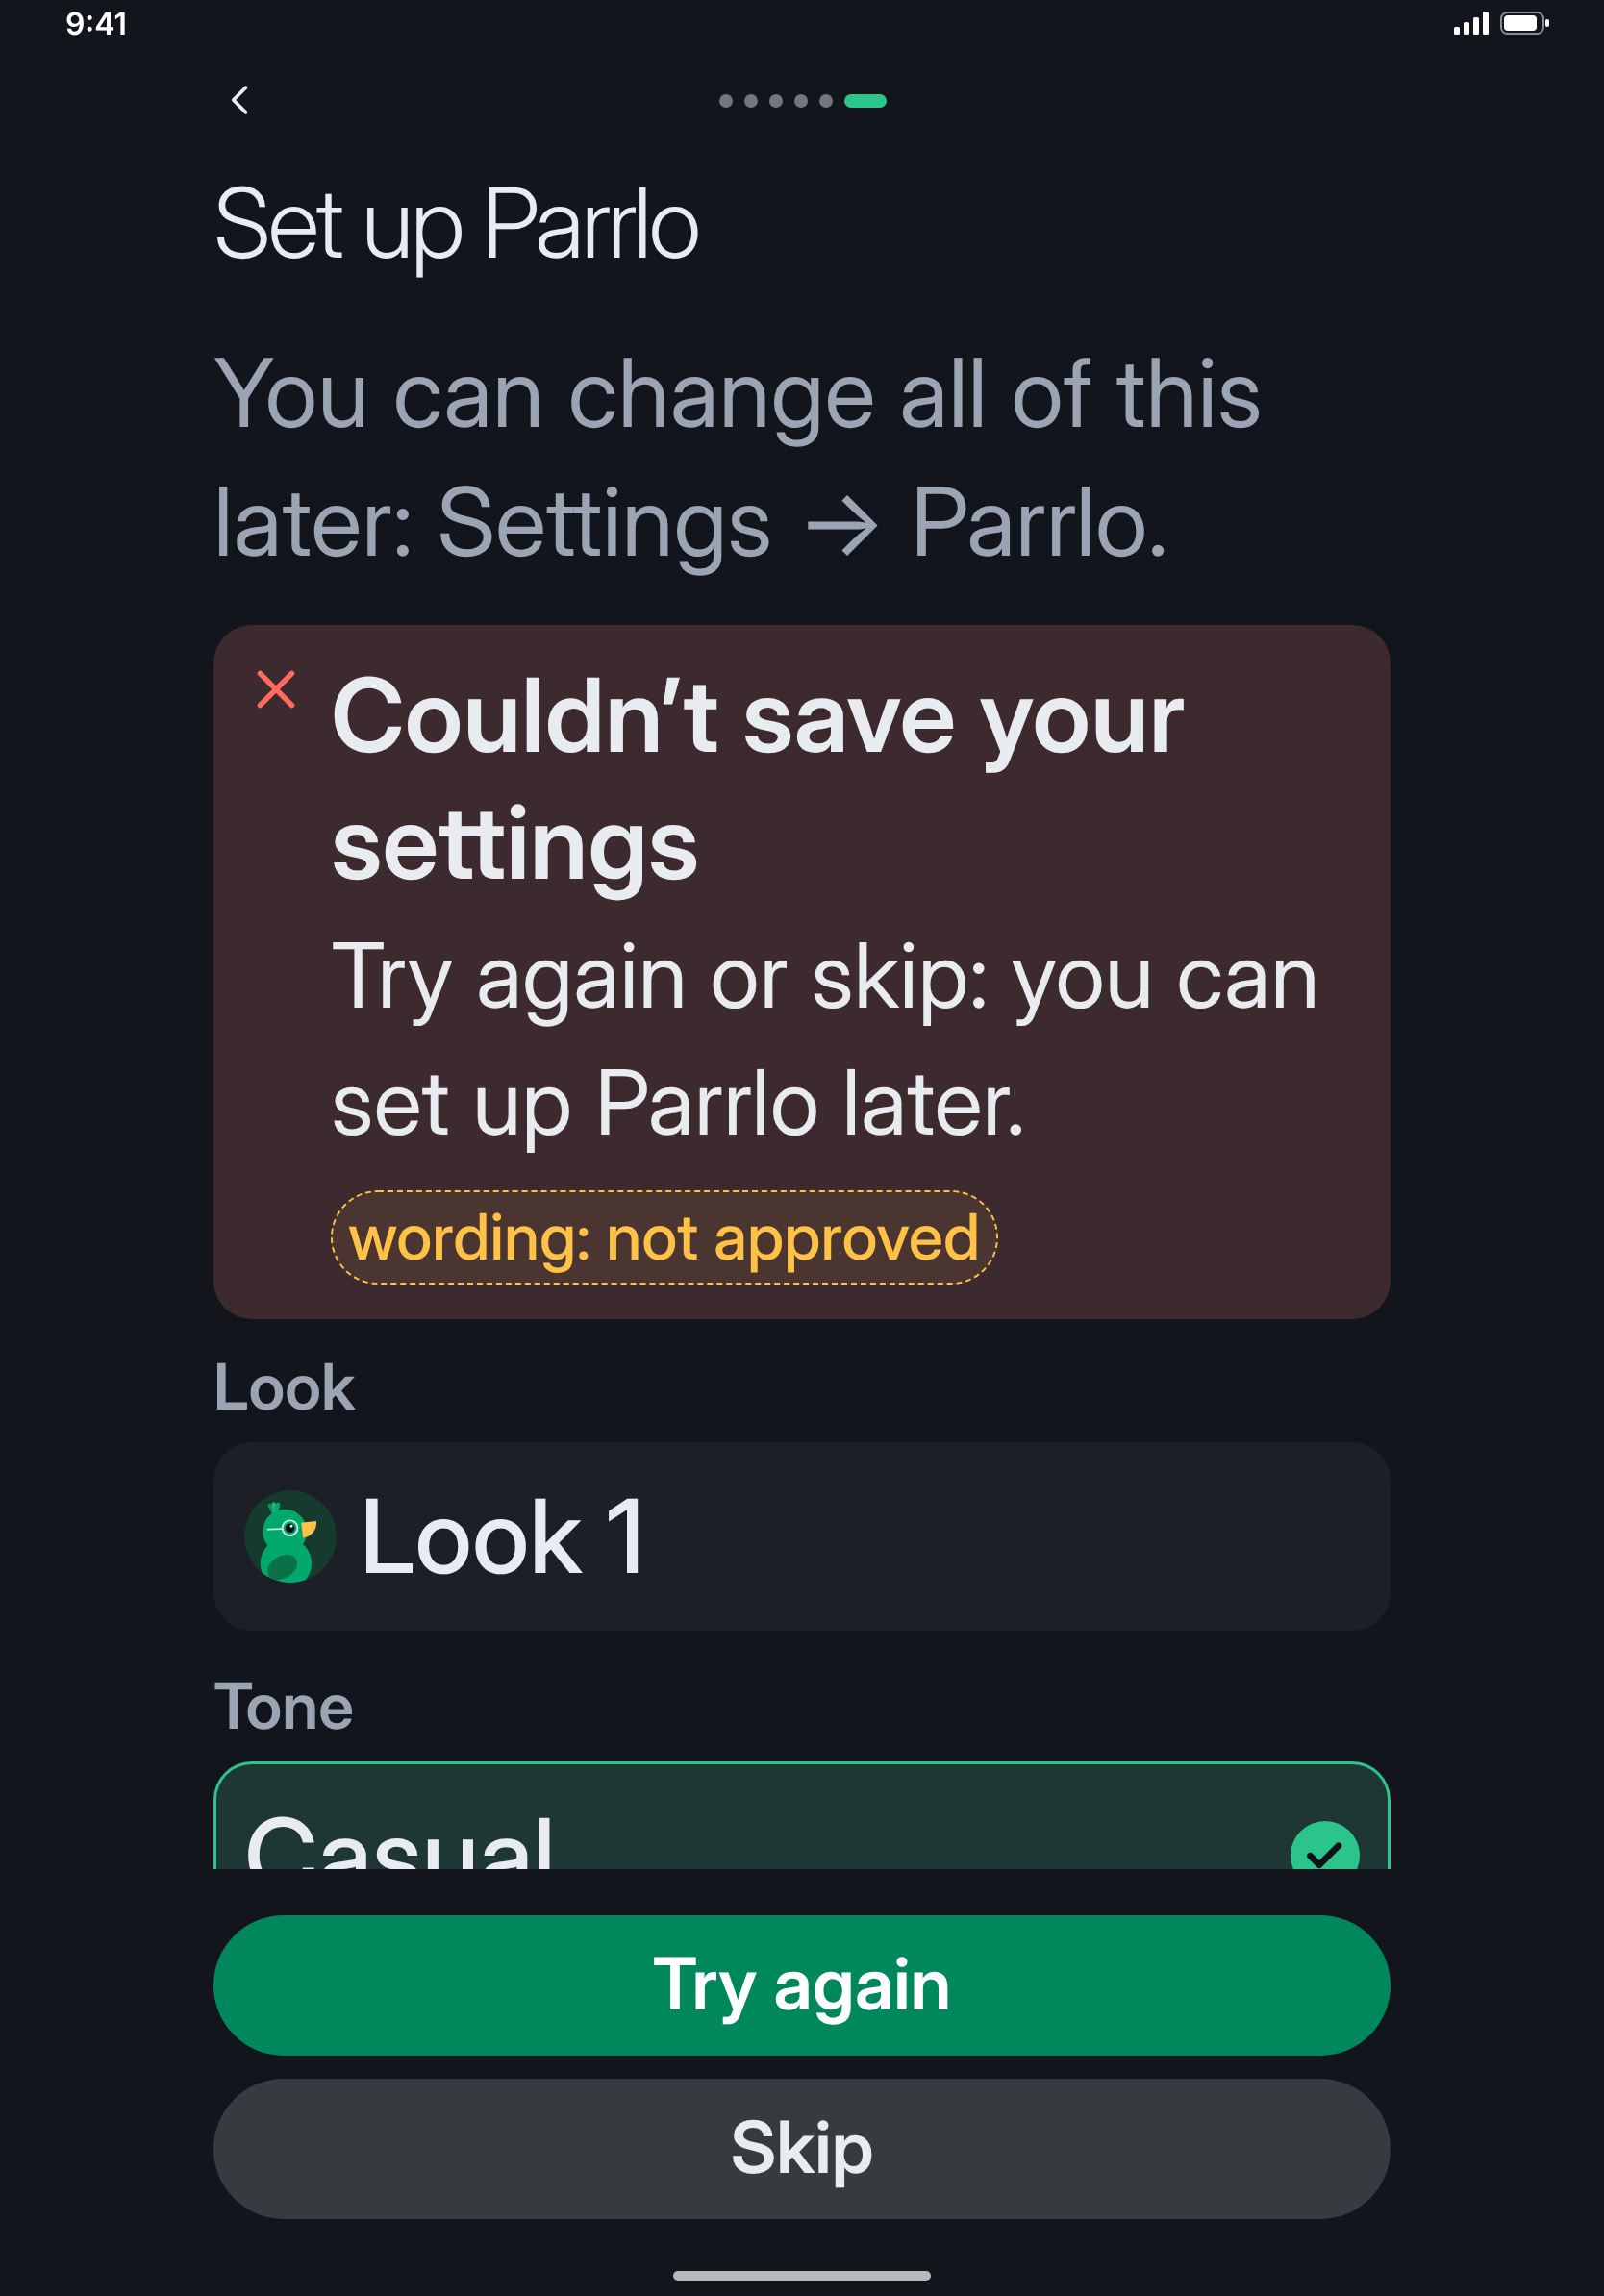 9:41
Set up Parrlo
You can change all of this
later: Settings → Parrlo.
Couldn’t save your
settings
Try again or skip: you can
set up Parrlo later.
wording: not approved
Look
Look 1
Tone
Casual
Try again
Skip